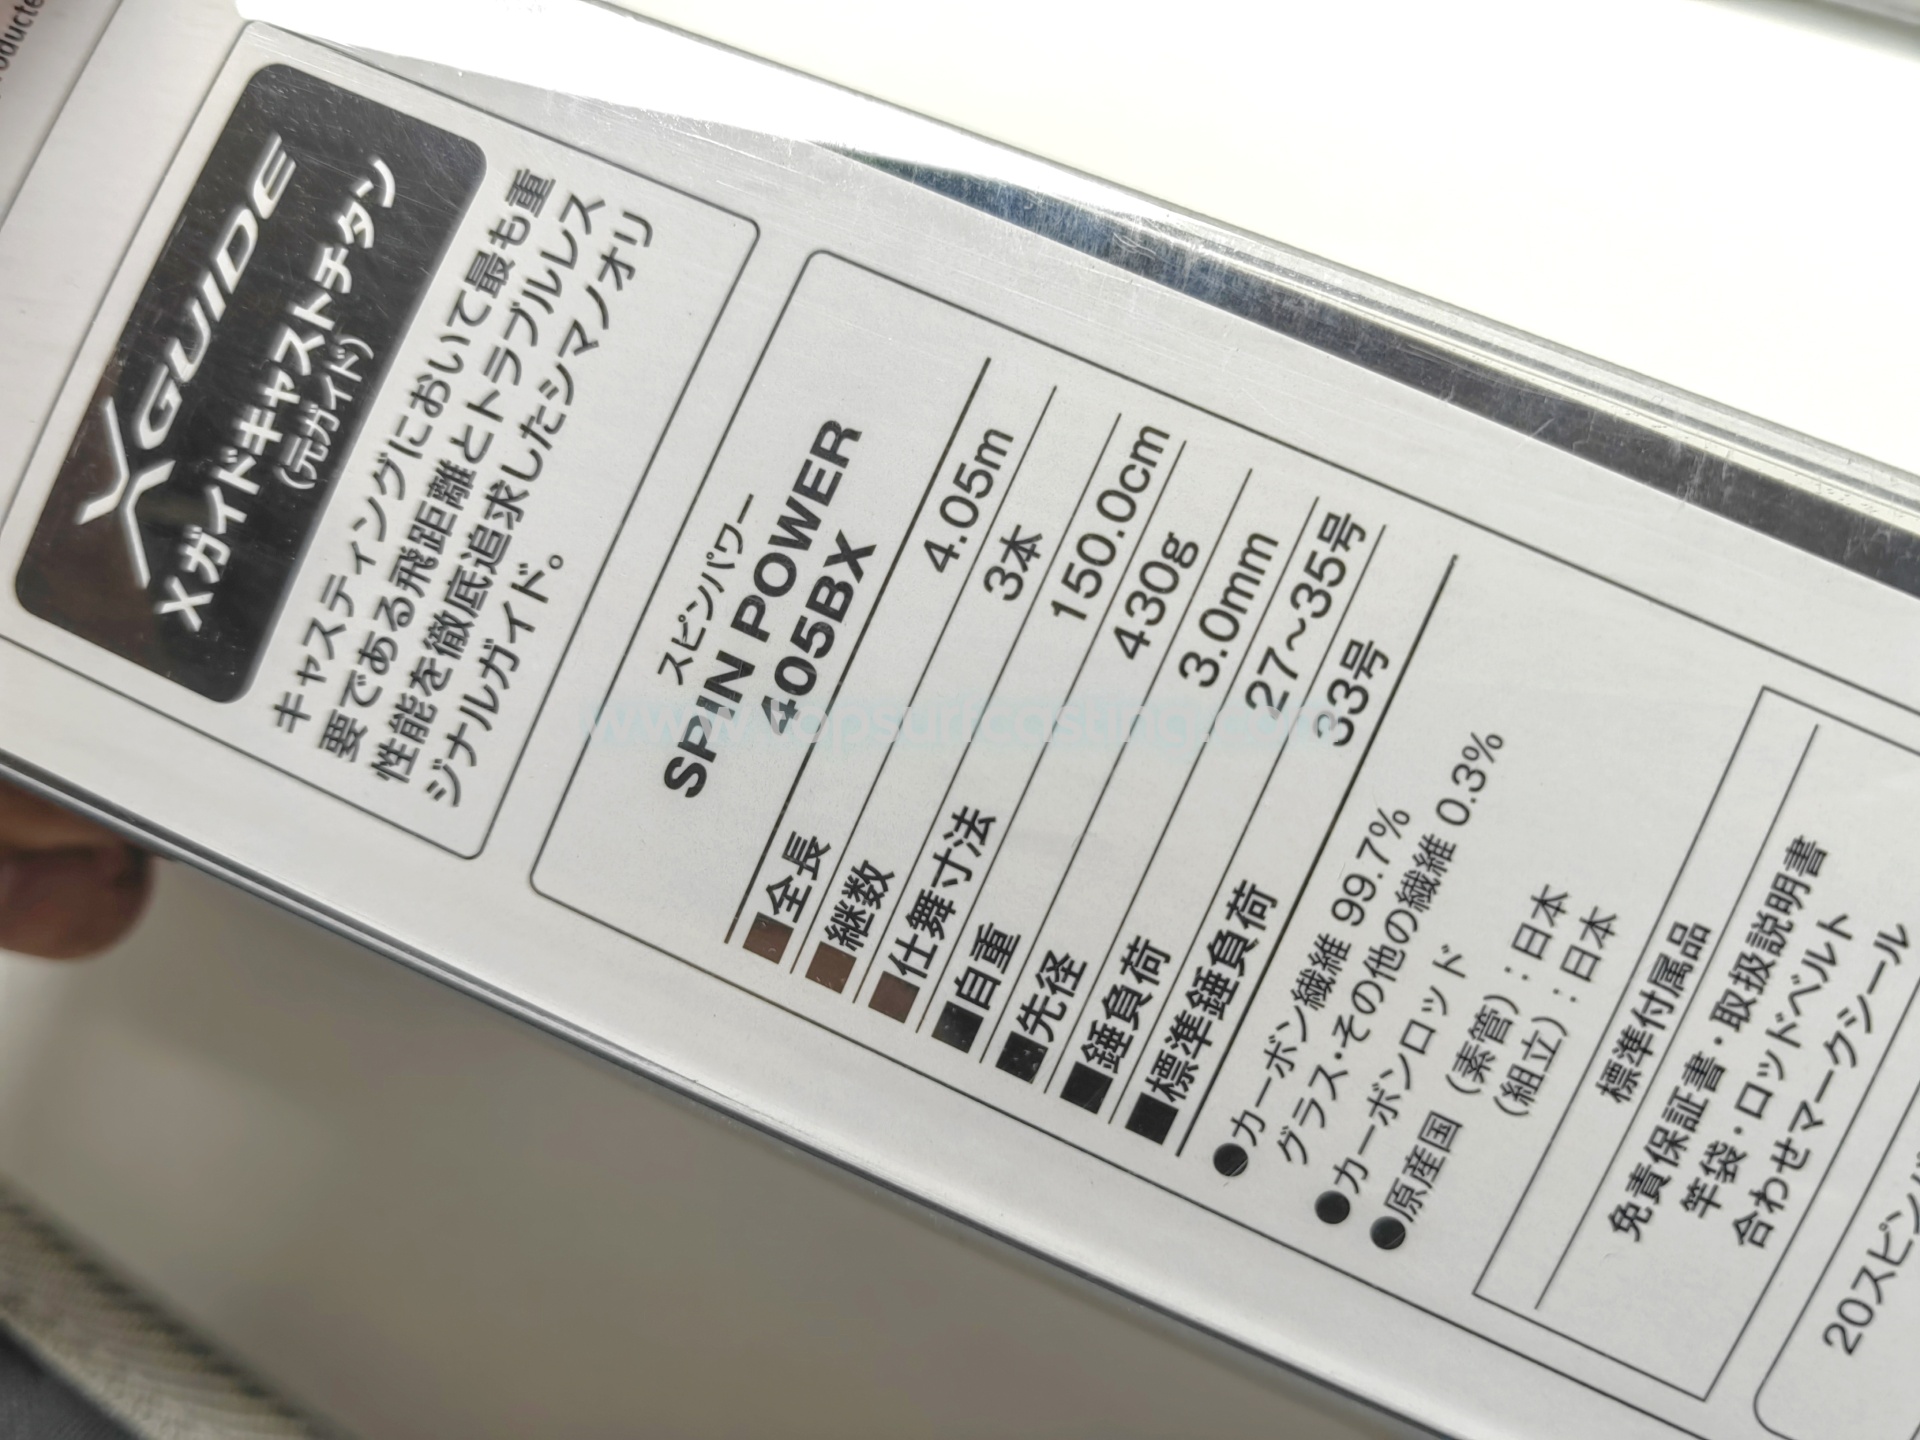 XGUIDE
Xガイドキャストチタン
(元ガイド)
キャスティングにおいて最も重
要である飛距離とトラブルレス
性能を徹底追求したシマノオリ
ジナルガイド。
スピンパワー
SPIN POWER
405BX
■全長 4.05m
■継数 3本
■仕舞寸法 150.0cm
■自重 430g
■先径 3.0mm
■錘負荷 27~35号
■標準錘負荷 33号
●カーボン繊維 99.7%
グラス・その他の繊維 0.3%
●カーボンロッド
●原産国 (素管):日本
(組立):日本
標準付属品
免責保証書・取扱説明書
竿袋・ロッドベルト
合わせマークシール
20スピン
www.topsurfcasting.com